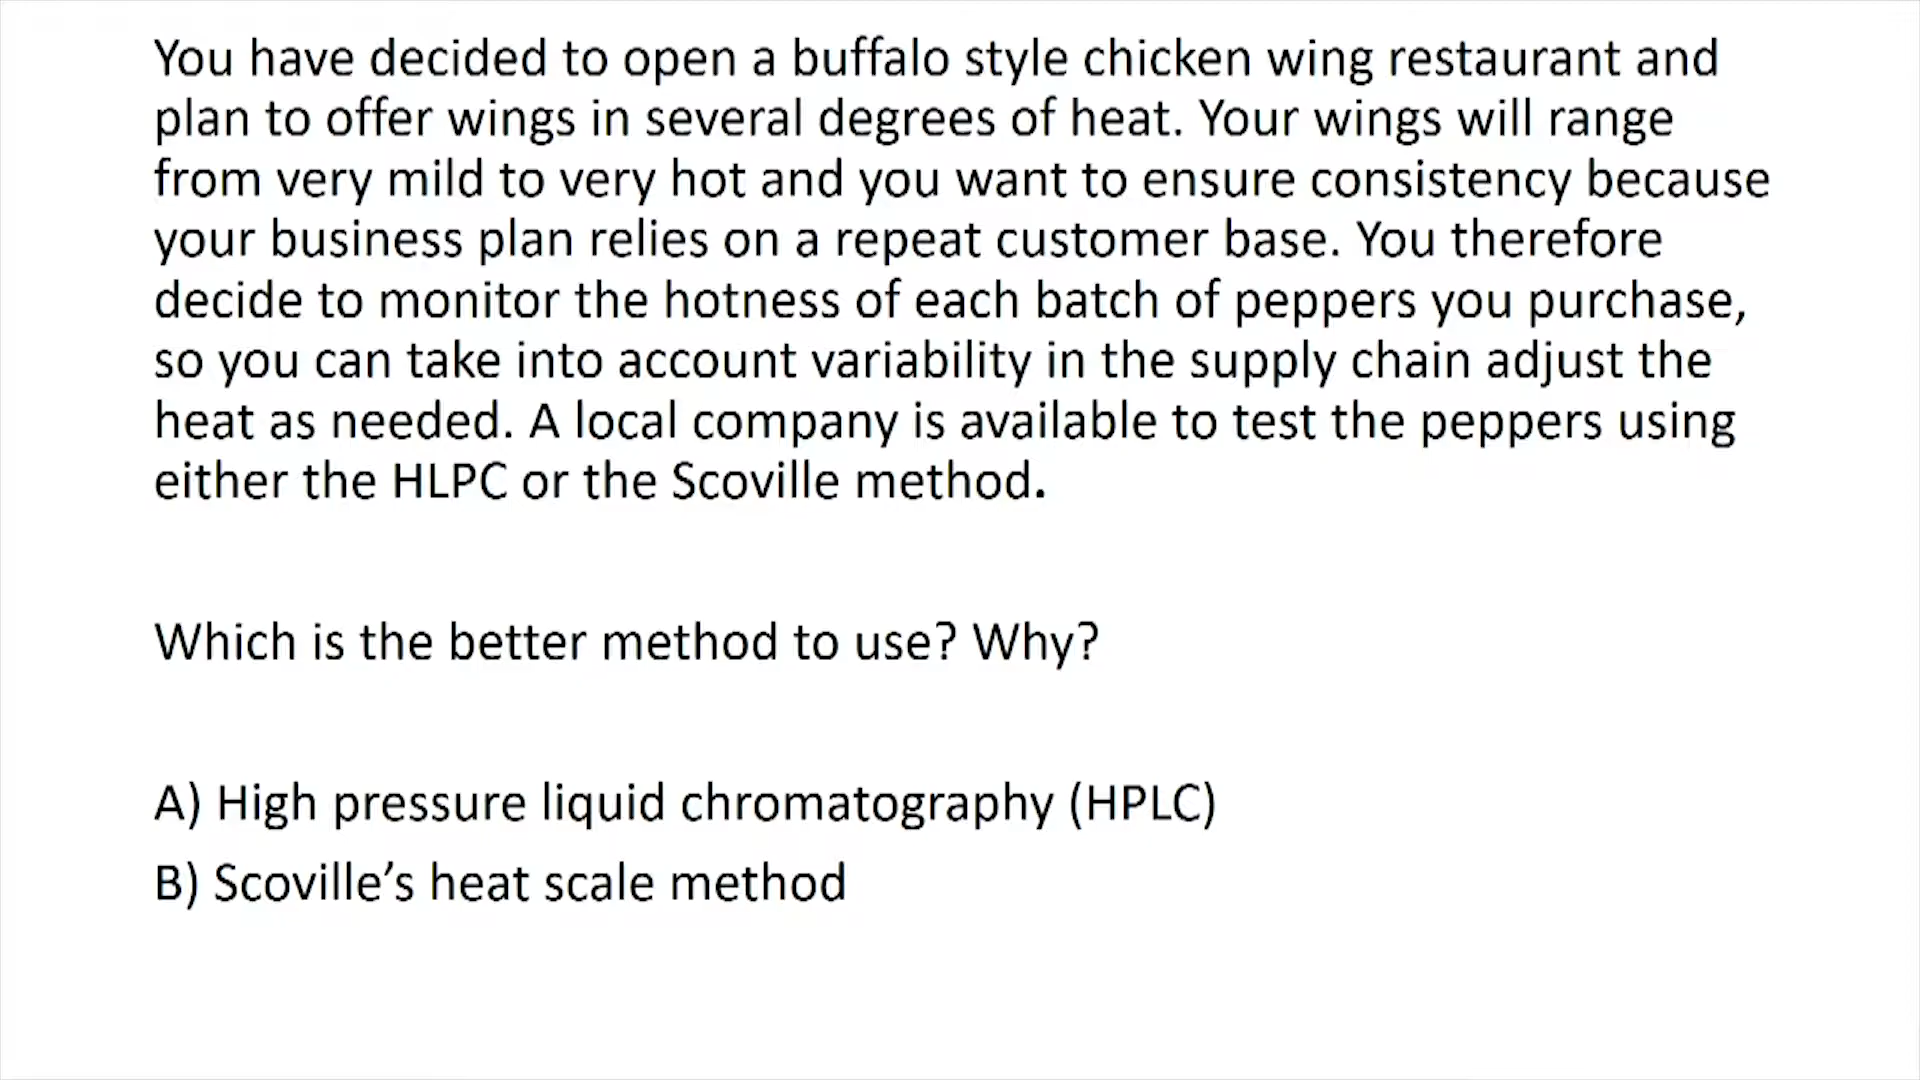 You have decided to open a buffalo style chicken wing restaurant and
plan to offer wings in several degrees of heat. Your wings will range
from very mild to very hot and you want to ensure consistency because
your business plan relies on a repeat customer base. You therefore
decide to monitor the hotness of each batch of peppers you purchase,
so you can take into account variability in the supply chain adjust the
heat as needed. A local company is available to test the peppers using
either the HLPC or the Scoville method.
Which is the better method to use? Why?
A) High pressure liquid chromatography (HPLC)
B) Scoville’s heat scale method